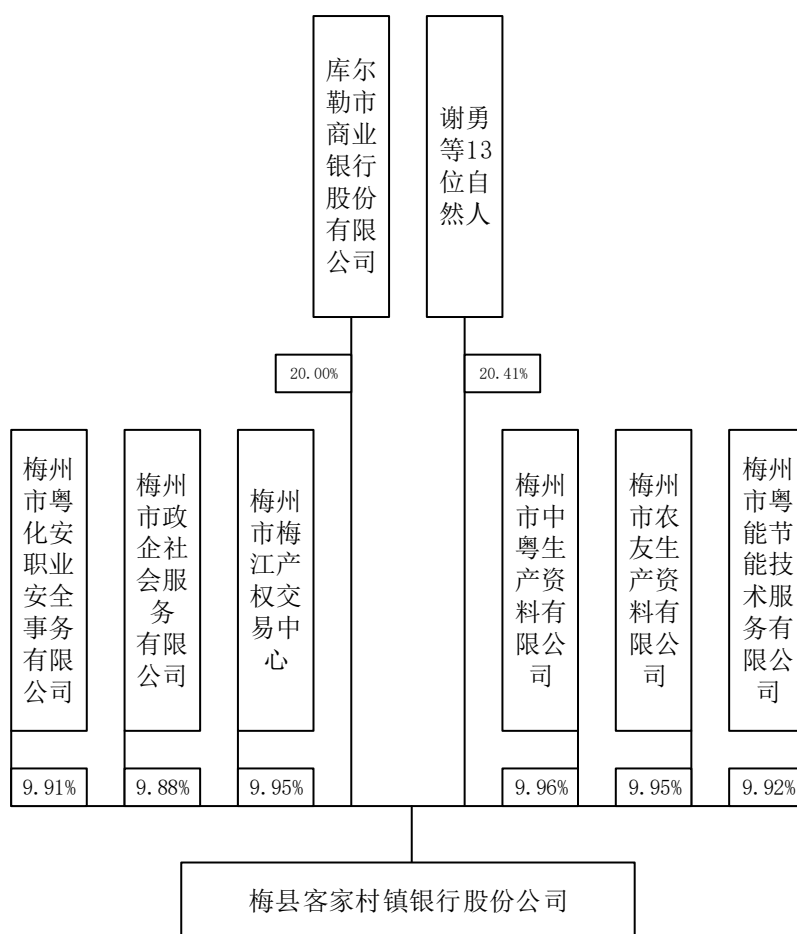 库尔
勒市
商业
银行
股份
有限
公司
谢勇
等13
位自
然人
20.00%
20.41%
梅州
市粤
化安
职业
安全
事务
有限
公司
梅州
市政
企社
会服
务
有限
公司
梅州
市梅
江产
权交
易中
心
梅州
市中
粤生
产资
料有
限公
司
梅州
市农
友生
产资
料有
限公
司
梅州
市粤
能节
能技
术服
务有
限公
司
9.91%
9.88%
9.95%
9.96%
9.95%
9.92%
梅县客家村镇银行股份公司